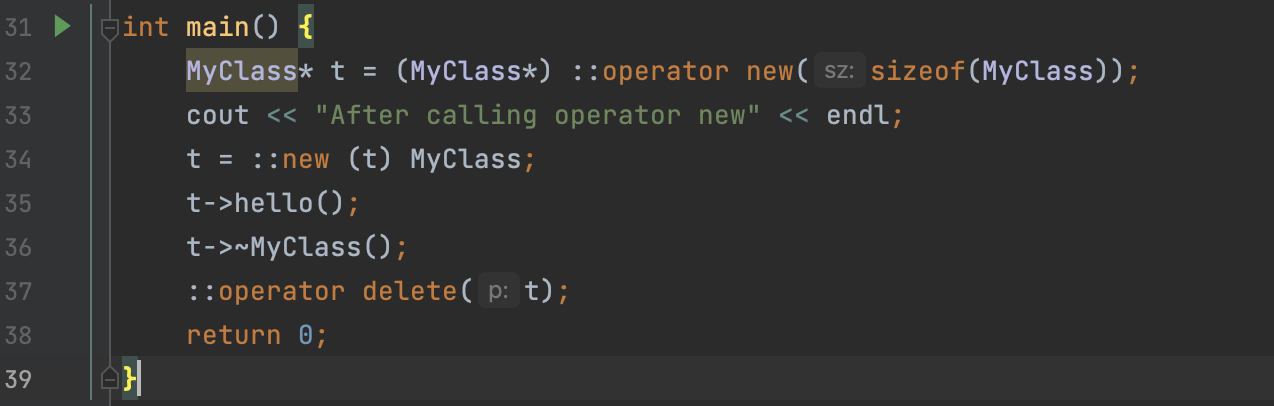 31 int main() {
32 MyClass* t = (MyClass*) ::operator new( sz: sizeof(MyClass));
33 cout << "After calling operator new" << endl;
34 t = ::new (t) MyClass;
35 t->hello();
36 t->~MyClass();
37 ::operator delete( p: t);
38 return 0;
39 }